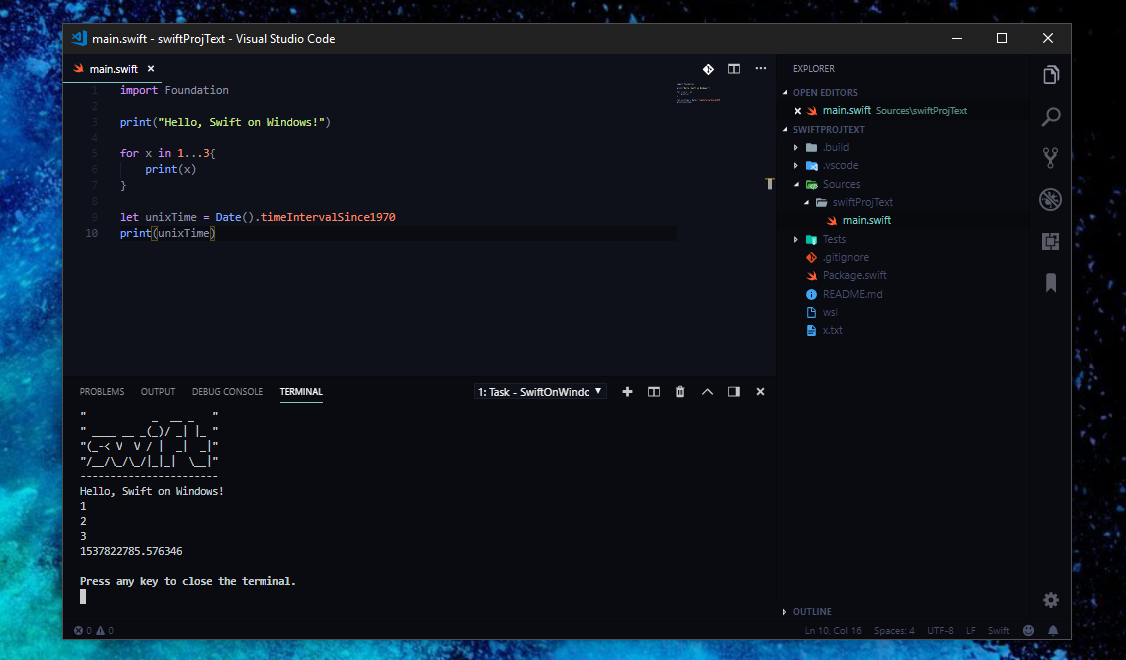 main.swift - swiftProjText - Visual Studio Code
main.swift
1 import Foundation
2
3 print("Hello, Swift on Windows!")
4
5 for x in 1...3{
6 print(x)
7 }
8
9 let unixTime = Date().timeIntervalSince1970
10 print(unixTime)
EXPLORER
OPEN EDITORS
main.swift Sources\swiftProjText
SWIFTPROJTEXT
.build
.vscode
Sources
swiftProjText
main.swift
Tests
.gitignore
Package.swift
README.md
wsl
x.txt
OUTLINE
PROBLEMS OUTPUT DEBUG CONSOLE TERMINAL
1: Task - SwiftOnWindc
"            _  __ _   "
" ____ __ _(_)/ _| |_ "
"(_-< V  V / |  _|  _|"
"/__/\_/\_/|_|_|  \__|"
-----------------------
Hello, Swift on Windows!
1
2
3
1537822785.576346
Press any key to close the terminal.
0 0
Ln 10, Col 16 Spaces: 4 UTF-8 LF Swift